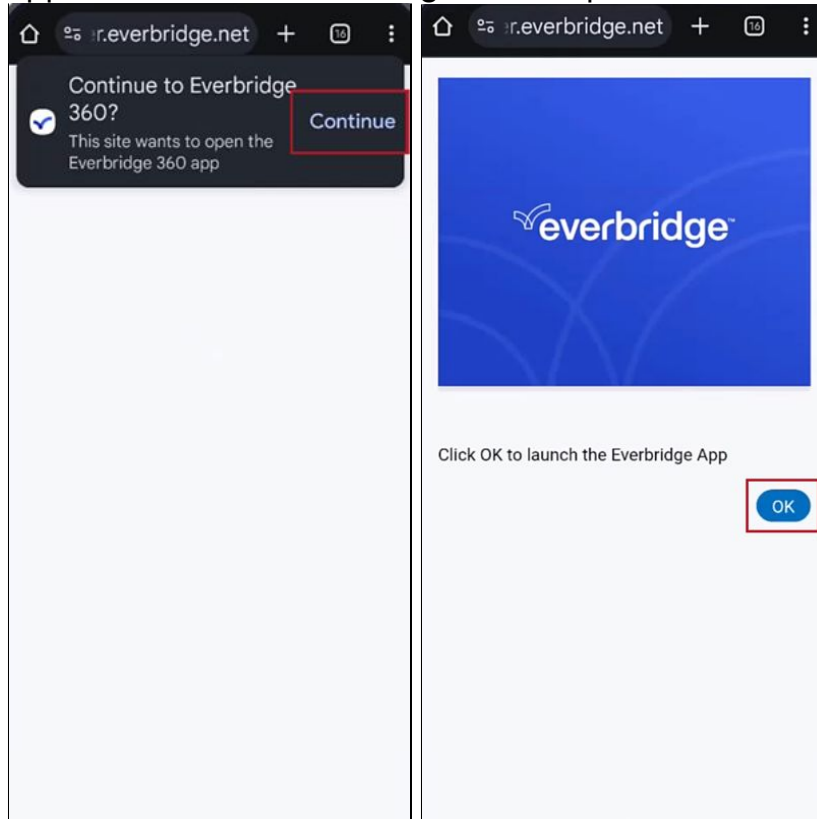 r.everbridge.net + 16
Continue to Everbridge
360?
This site wants to open the
Everbridge 360 app
Continue
r.everbridge.net + 16
everbridge™
Click OK to launch the Everbridge App
OK